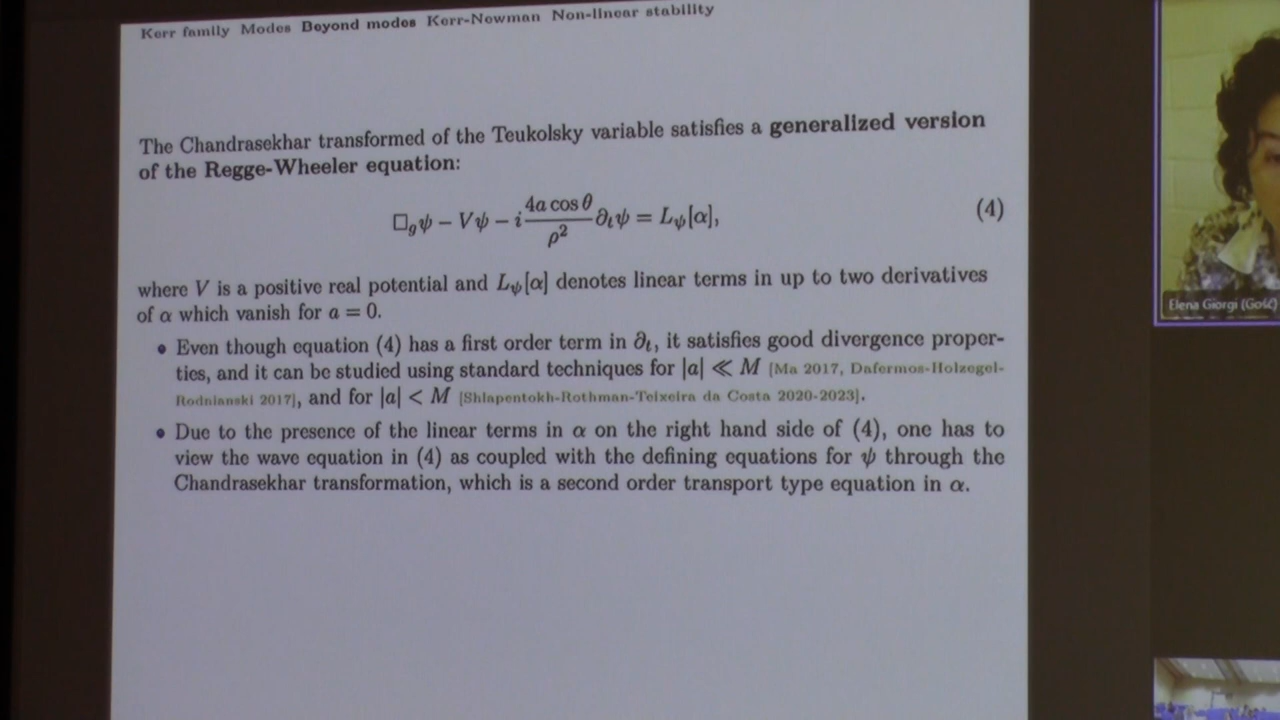 Kerr family Modes Beyond modes Kerr-Newman Non-linear stability
The Chandrasekhar transformed of the Teukolsky variable satisfies a generalized version
of the Regge-Wheeler equation:
□_g ψ − Vψ − i (4a cos θ / ρ²) ∂_t ψ = L_ψ[α], (4)
where V is a positive real potential and L_ψ[α] denotes linear terms in up to two derivatives
of α which vanish for a = 0.
• Even though equation (4) has a first order term in ∂_t, it satisfies good divergence proper-
ties, and it can be studied using standard techniques for |a| ≪ M [Ma 2017, Dafermos-Holzegel-
Rodnianski 2017], and for |a| < M [Shlapentokh-Rothman-Teixeira da Costa 2020-2023].
• Due to the presence of the linear terms in α on the right hand side of (4), one has to
view the wave equation in (4) as coupled with the defining equations for ψ through the
Chandrasekhar transformation, which is a second order transport type equation in α.
Elena Giorgi (Gość)